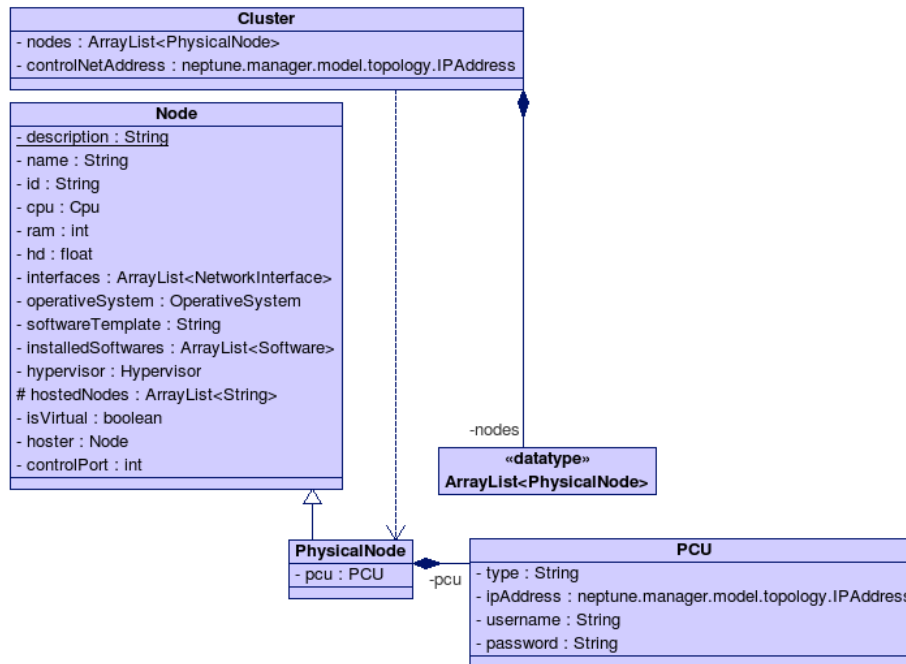 Cluster
- nodes : ArrayList<PhysicalNode>
- controlNetAddress : neptune.manager.model.topology.IPAddress
Node
- description : String
- name : String
- id : String
- cpu : Cpu
- ram : int
- hd : float
- interfaces : ArrayList<NetworkInterface>
- operativeSystem : OperativeSystem
- softwareTemplate : String
- installedSoftwares : ArrayList<Software>
- hypervisor : Hypervisor
# hostedNodes : ArrayList<String>
- isVirtual : boolean
- hoster : Node
- controlPort : int
-nodes
«datatype»
ArrayList<PhysicalNode>
PhysicalNode
- pcu : PCU
-pcu
PCU
- type : String
- ipAddress : neptune.manager.model.topology.IPAddress
- username : String
- password : String